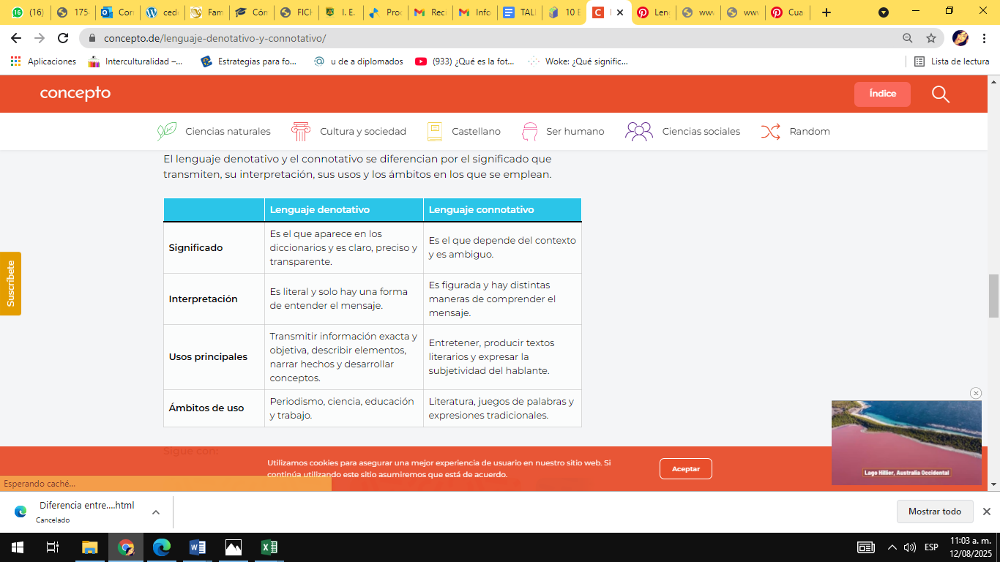 (16)
175
Cor
ced
Fam
Cór
FICH
I. E.
Pro
Reci
Info
TALI
10 E
Len
www
www
Cua
concepto.de/lenguaje-denotativo-y-connotativo/
Aplicaciones
Interculturalidad –...
Estrategias para fo...
u de a diplomados
(933) ¿Qué es la fot...
Woke: ¿Qué signific...
Lista de lectura
concepto
Índice
Ciencias naturales
Cultura y sociedad
Castellano
Ser humano
Ciencias sociales
Random
El lenguaje denotativo y el connotativo se diferencian por el significado que
transmiten, su interpretación, sus usos y los ámbitos en los que se emplean.
Lenguaje denotativo
Lenguaje connotativo
Significado
Es el que aparece en los
diccionarios y es claro, preciso y
transparente.
Es el que depende del contexto
y es ambiguo.
Interpretación
Es literal y solo hay una forma
de entender el mensaje.
Es figurada y hay distintas
maneras de comprender el
mensaje.
Usos principales
Transmitir información exacta y
objetiva, describir elementos,
narrar hechos y desarrollar
conceptos.
Entretener, producir textos
literarios y expresar la
subjetividad del hablante.
Ámbitos de uso
Periodismo, ciencia, educación
y trabajo.
Literatura, juegos de palabras y
expresiones tradicionales.
Suscríbete
Sigue con:
Utilizamos cookies para asegurar una mejor experiencia de usuario en nuestro sitio web. Si
continúa utilizando este sitio asumiremos que está de acuerdo.
Aceptar
Lago Hillier, Australia Occidental
Esperando caché...
Diferencia entre....html
Cancelado
Mostrar todo
ESP
11:03 a. m.
12/08/2025